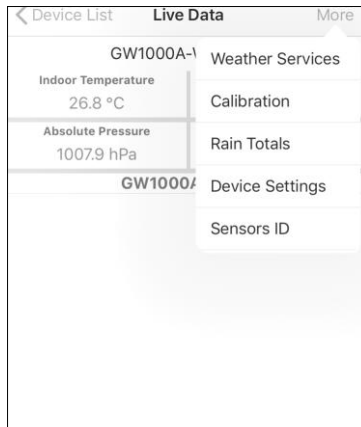 Device List Live Data More
GW1000A-
Weather Services
Indoor Temperature
26.8 °C
Calibration
Absolute Pressure
1007.9 hPa
Rain Totals
GW1000A
Device Settings
Sensors ID